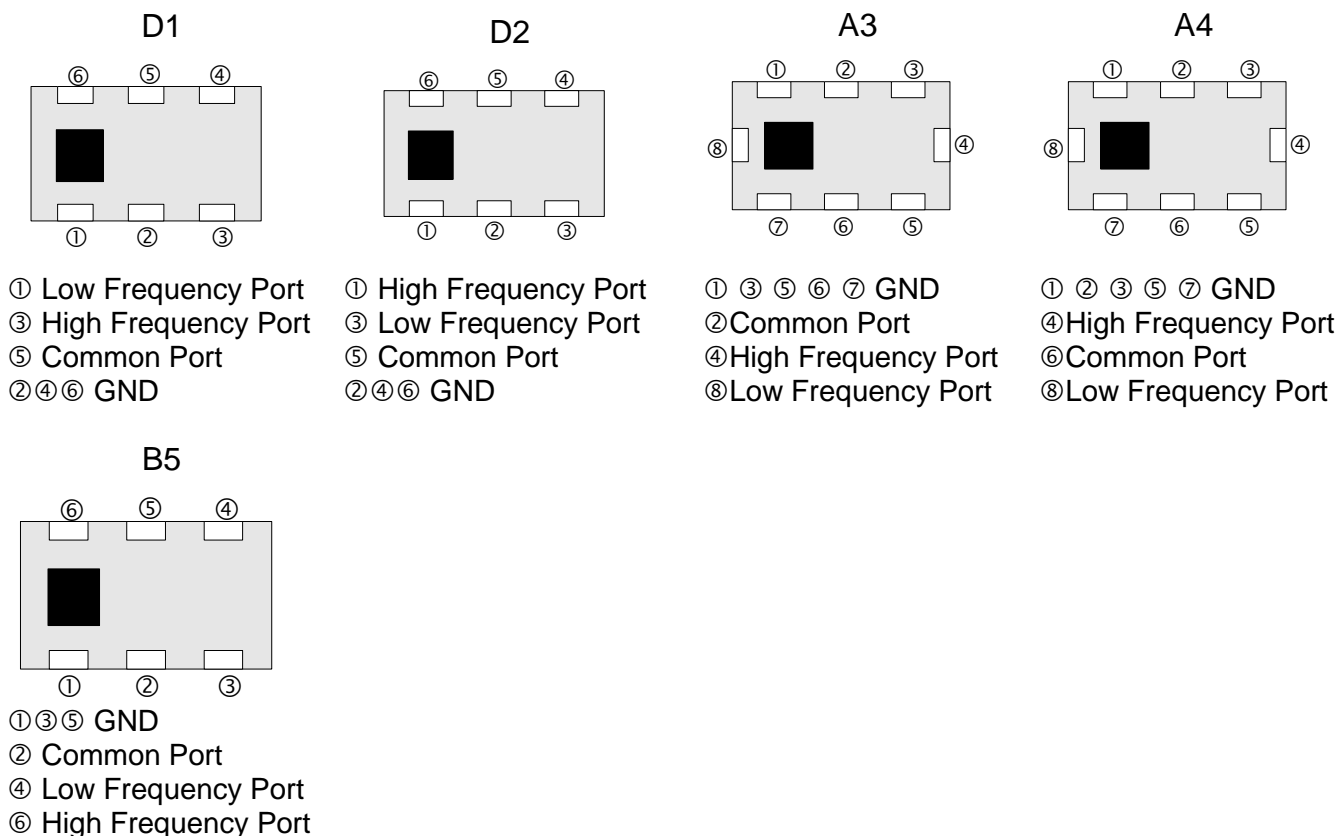 D1
⑥ ⑤ ④
① ② ③
① Low Frequency Port
③ High Frequency Port
⑤ Common Port
②④⑥ GND
D2
⑥ ⑤ ④
① ② ③
① High Frequency Port
③ Low Frequency Port
⑤ Common Port
②④⑥ GND
A3
① ② ③
⑧ ④
⑦ ⑥ ⑤
① ③ ⑤ ⑥ ⑦ GND
②Common Port
④High Frequency Port
⑧Low Frequency Port
A4
① ② ③
⑧ ④
⑦ ⑥ ⑤
① ② ③ ⑤ ⑦ GND
④High Frequency Port
⑥Common Port
⑧Low Frequency Port
B5
⑥ ⑤ ④
① ② ③
①③⑤ GND
② Common Port
④ Low Frequency Port
⑥ High Frequency Port